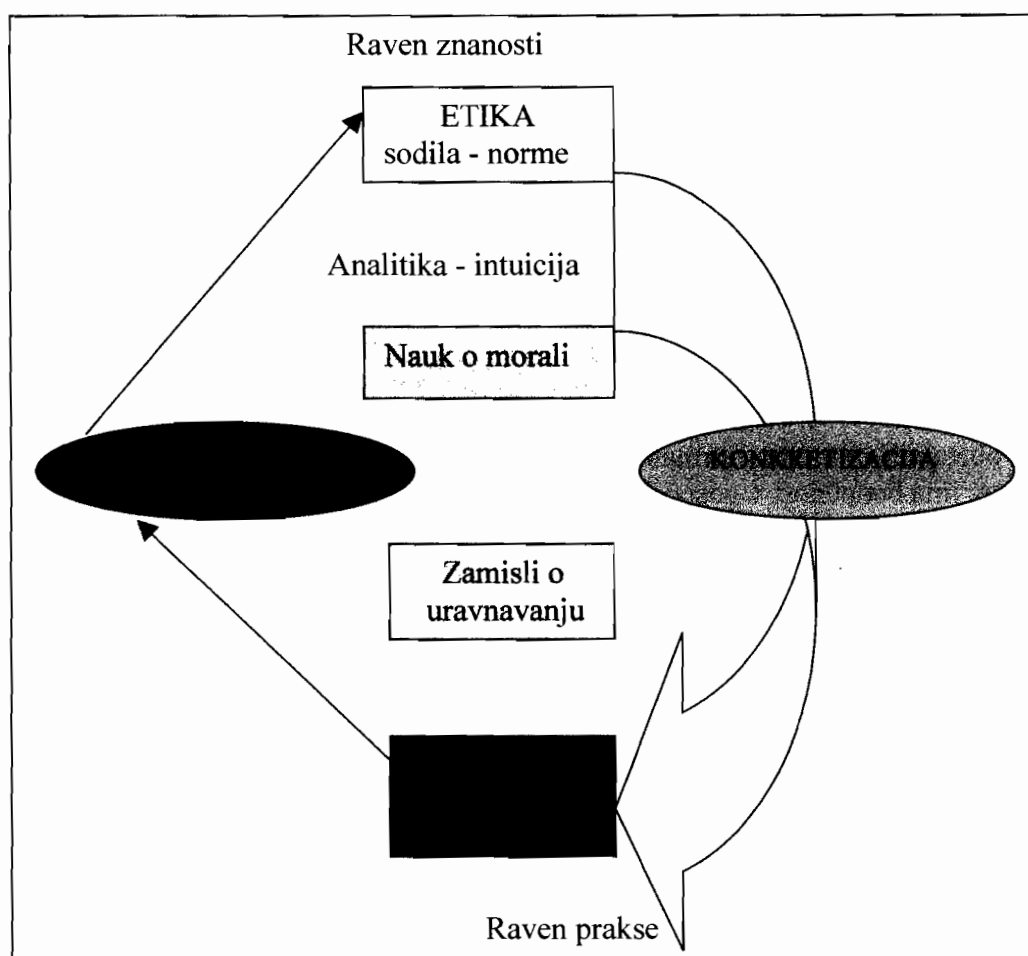 Raven znanosti
ETIKA
sodila - norme
Analitika - intuicija
Nauk o morali
KONKRETIZACIJA
Zamisli o
uravnavanju
Raven prakse